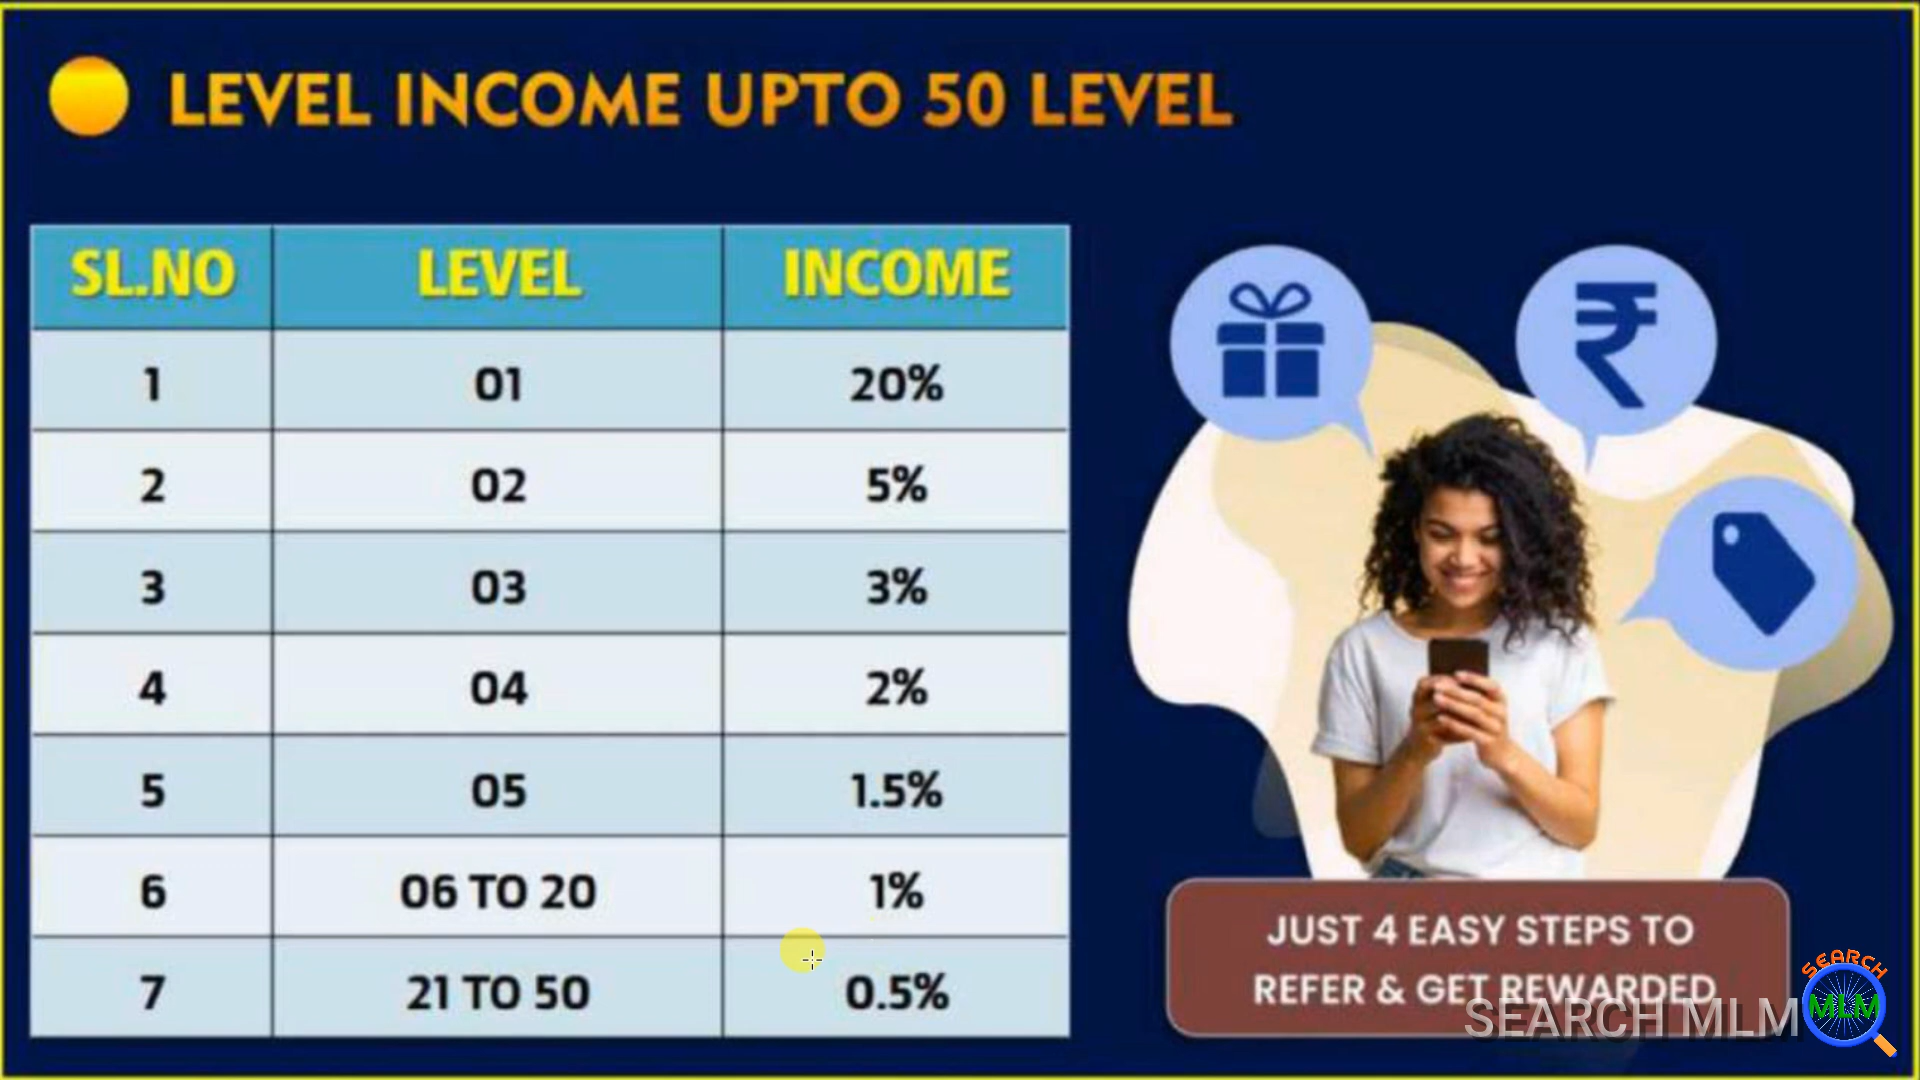 LEVEL INCOME UPTO 50 LEVEL
SL.NO LEVEL INCOME
1 01 20%
2 02 5%
3 03 3%
4 04 2%
5 05 1.5%
6 06 TO 20 1%
7 21 TO 50 0.5%
₹
JUST 4 EASY STEPS TO
REFER & GET REWARDED
SEARCH MLM
SEARCH
MLM